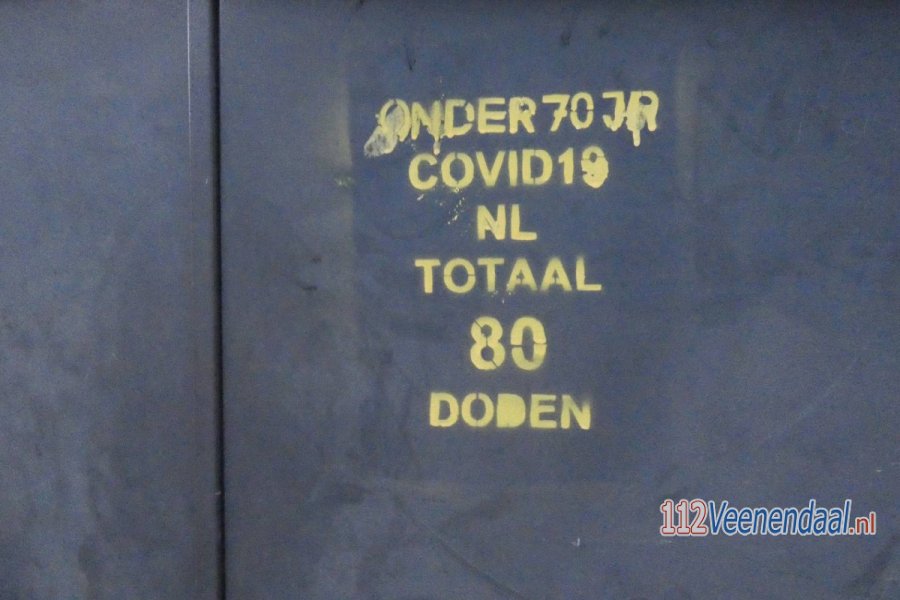 ONDER 70 JR
COVID19
NL
TOTAAL
80
DODEN
112Veenendaal.nl